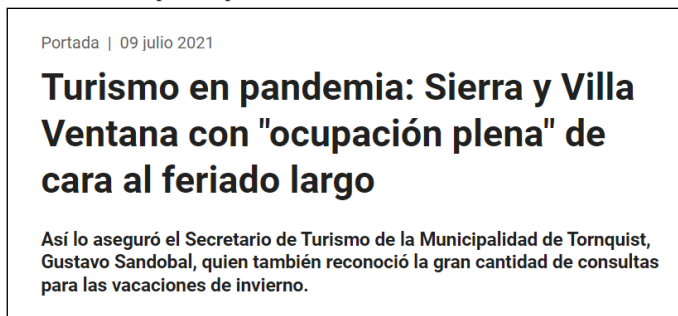 Portada | 09 julio 2021
Turismo en pandemia: Sierra y Villa
Ventana con "ocupación plena" de
cara al feriado largo
Así lo aseguró el Secretario de Turismo de la Municipalidad de Tornquist,
Gustavo Sandobal, quien también reconoció la gran cantidad de consultas
para las vacaciones de invierno.